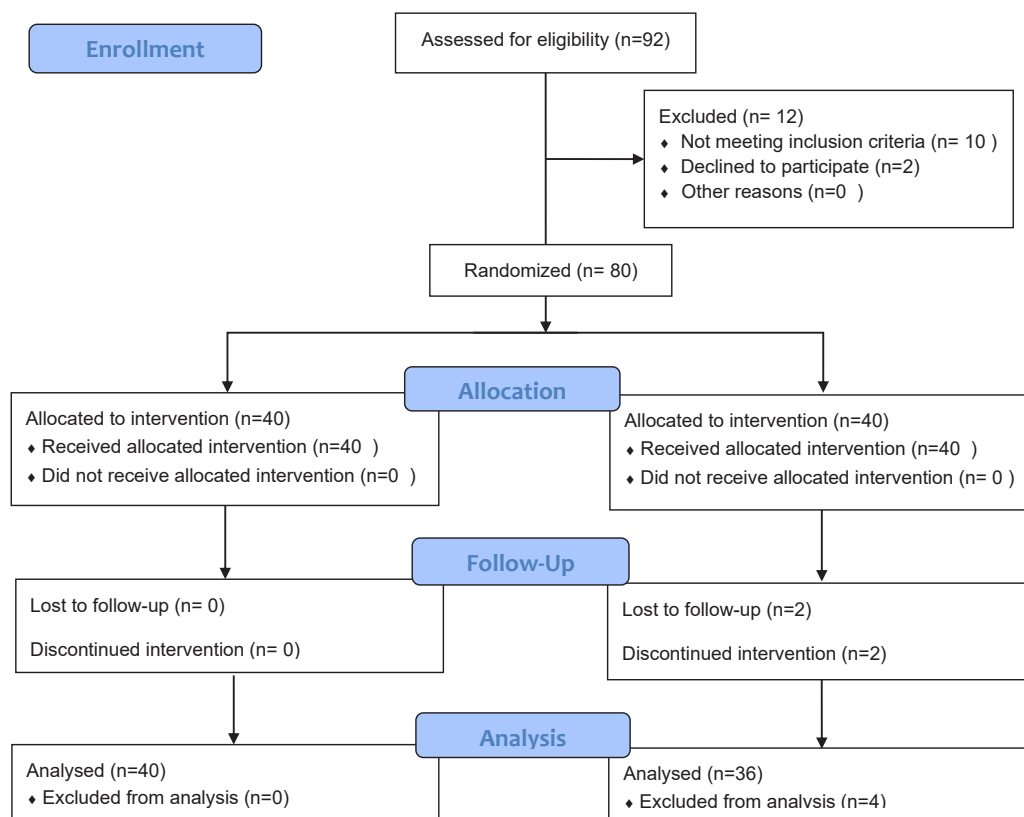 Enrollment
Assessed for eligibility (n=92)
Excluded (n= 12)
♦ Not meeting inclusion criteria (n= 10 )
♦ Declined to participate (n=2)
♦ Other reasons (n=0 )
Randomized (n= 80)
Allocation
Allocated to intervention (n=40)
♦ Received allocated intervention (n=40 )
♦ Did not receive allocated intervention (n=0 )
Allocated to intervention (n=40)
♦ Received allocated intervention (n=40 )
♦ Did not receive allocated intervention (n= 0 )
Follow-Up
Lost to follow-up (n= 0)
Discontinued intervention (n= 0)
Lost to follow-up (n=2)
Discontinued intervention (n=2)
Analysis
Analysed (n=40)
♦ Excluded from analysis (n=0)
Analysed (n=36)
♦ Excluded from analysis (n=4)